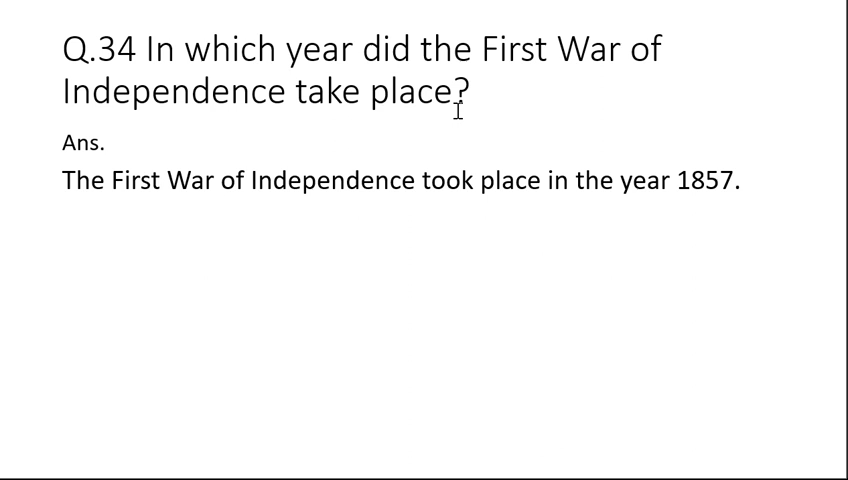 Q.34 In which year did the First War of
Independence take place?
Ans.
The First War of Independence took place in the year 1857.